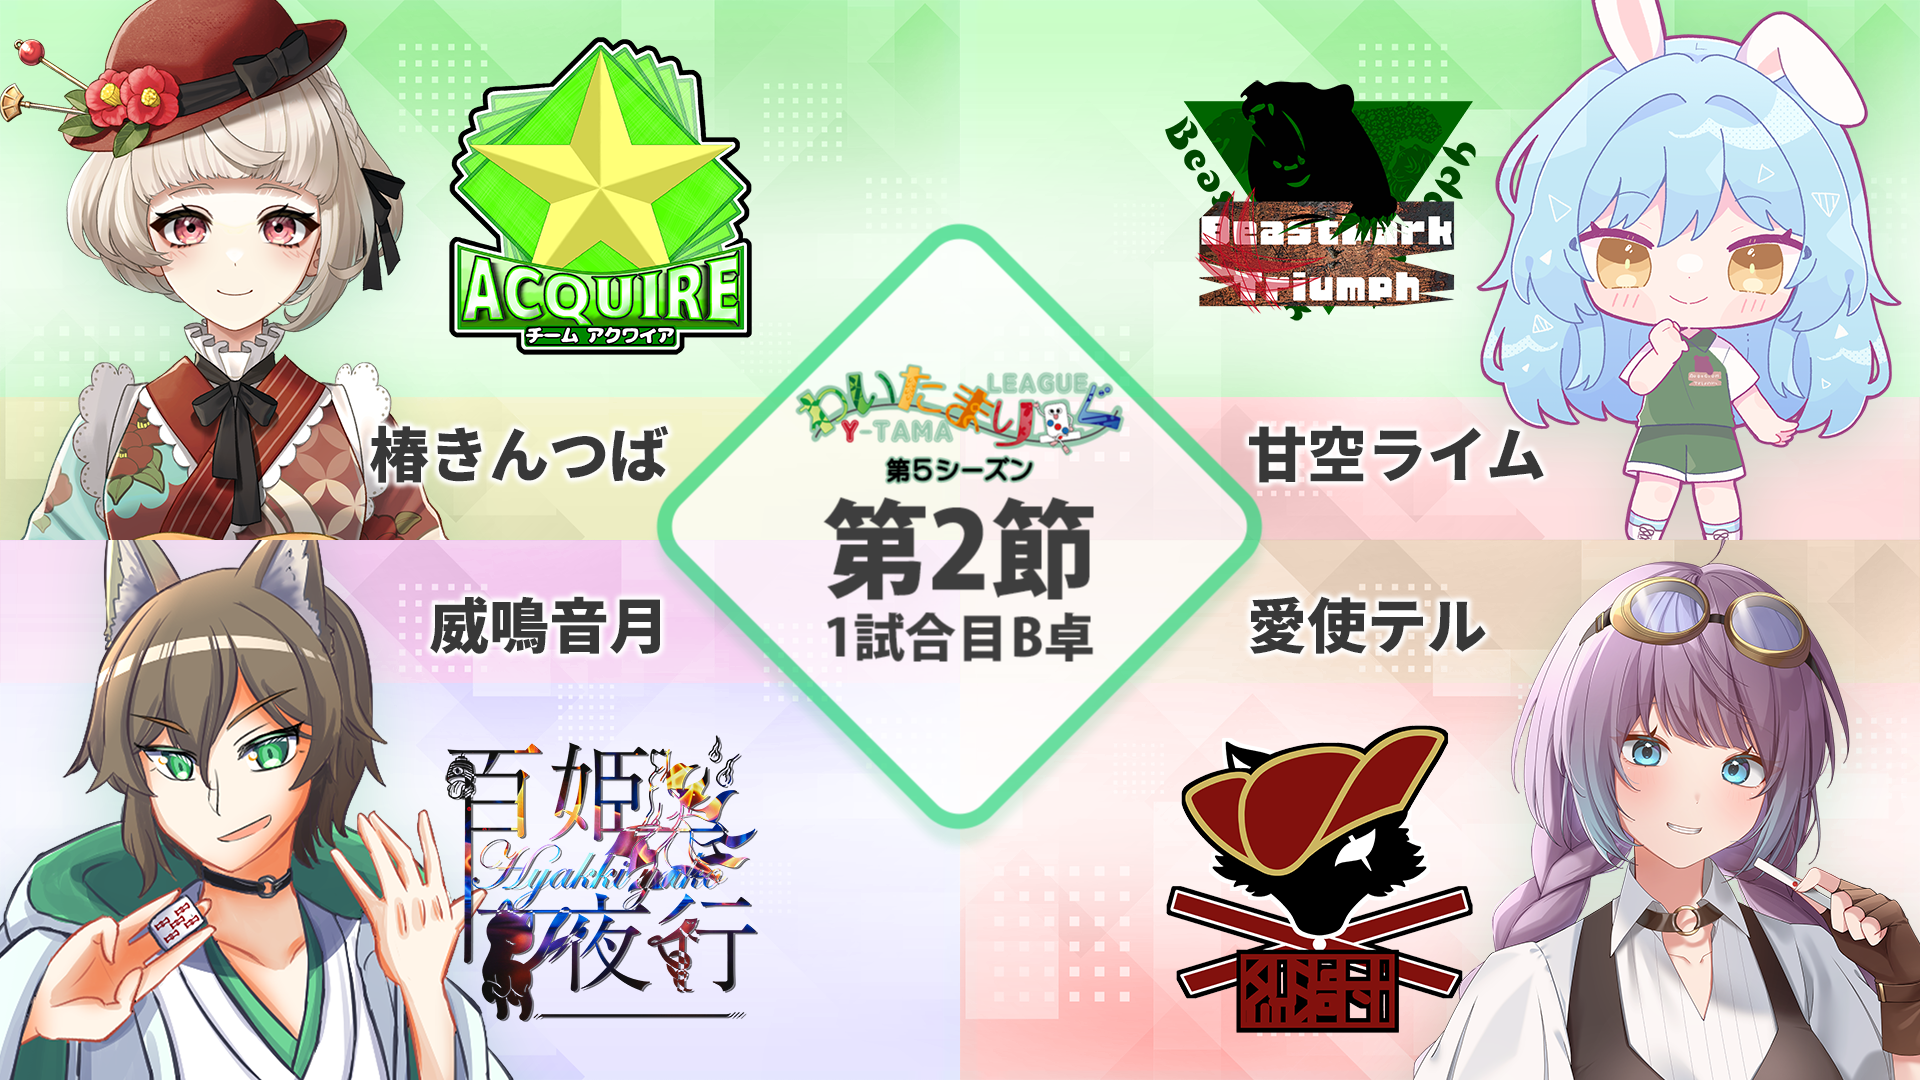 ACQUIRE
チーム アクワイア
Beastmark
Triumph
椿きんつば
甘空ライム
わいたまりーぐ
LEAGUE
Y-TAMA
第5シーズン
第2節
1試合目B卓
威鳴音月
愛使テル
百姫
Hyakki yako
夜行